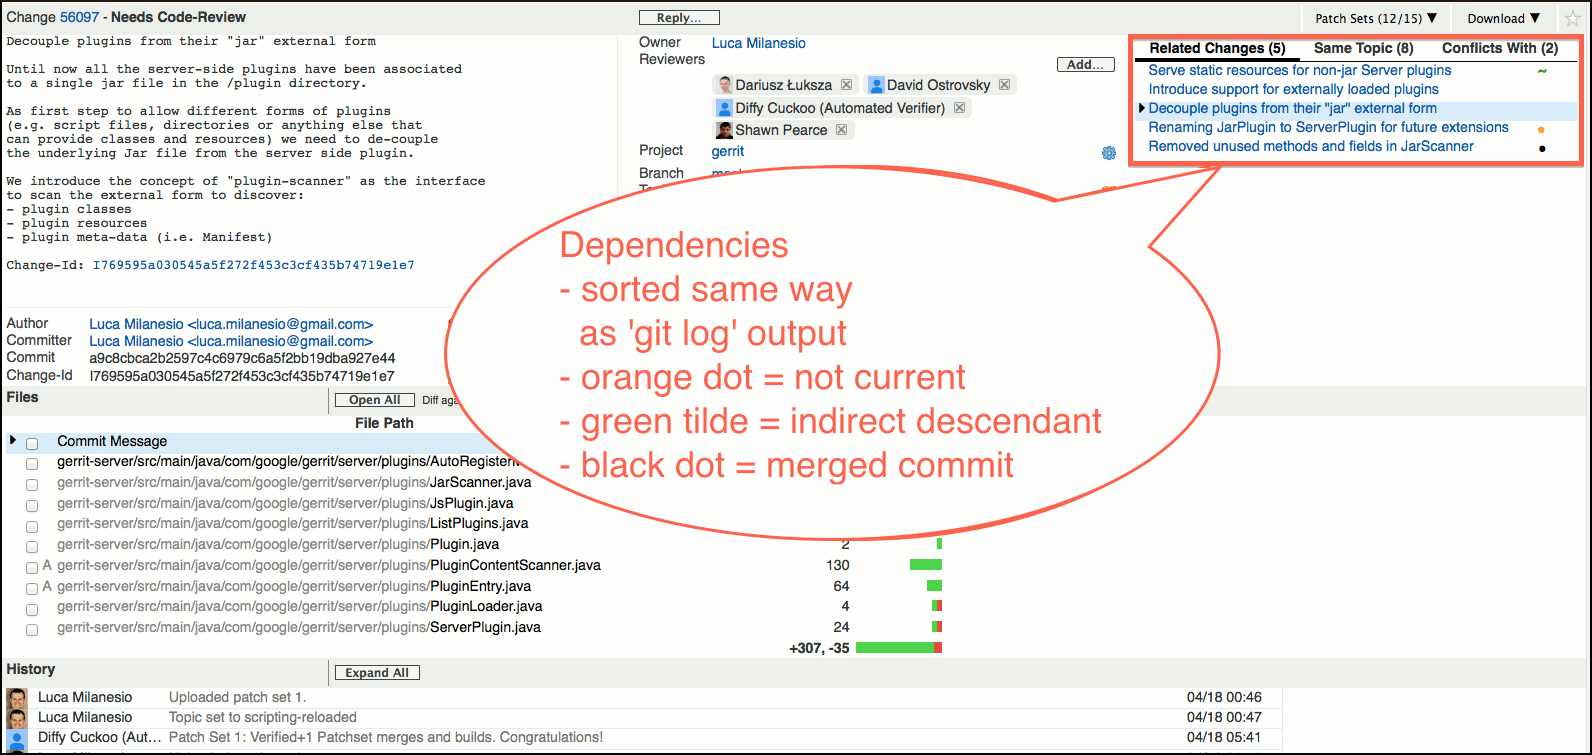 Change 56097 - Needs Code-Review
Reply...
Patch Sets (12/15) ▼
Download ▼
Decouple plugins from their "jar" external form
Until now all the server-side plugins have been associated
to a single jar file in the /plugin directory.
As first step to allow different forms of plugins
(e.g. script files, directories or anything else that
can provide classes and resources) we need to de-couple
the underlying Jar file from the server side plugin.
We introduce the concept of "plugin-scanner" as the interface
to scan the external form to discover:
- plugin classes
- plugin resources
- plugin meta-data (i.e. Manifest)
Change-Id: I769595a030545a5f272f453c3cf435b74719e1e7
Owner Luca Milanesio
Reviewers
Add...
Dariusz Łuksza
David Ostrovsky
Diffy Cuckoo (Automated Verifier)
Shawn Pearce
Project gerrit
Branch
Related Changes (5)
Same Topic (8)
Conflicts With (2)
Serve static resources for non-jar Server plugins ~
Introduce support for externally loaded plugins
Decouple plugins from their "jar" external form
Renaming JarPlugin to ServerPlugin for future extensions
Removed unused methods and fields in JarScanner
Dependencies
- sorted same way
as 'git log' output
- orange dot = not current
- green tilde = indirect descendant
- black dot = merged commit
Author Luca Milanesio <luca.milanesio@gmail.com>
Committer Luca Milanesio <luca.milanesio@gmail.com>
Commit a9c8cbca2b2597c4c6979c6a5f2bb19dba927e44
Change-Id I769595a030545a5f272f453c3cf435b74719e1e7
Files
Open All
Diff aga
File Path
Commit Message
gerrit-server/src/main/java/com/google/gerrit/server/plugins/AutoRegister
gerrit-server/src/main/java/com/google/gerrit/server/plugins/JarScanner.java
gerrit-server/src/main/java/com/google/gerrit/server/plugins/JsPlugin.java
gerrit-server/src/main/java/com/google/gerrit/server/plugins/ListPlugins.java
gerrit-server/src/main/java/com/google/gerrit/server/plugins/Plugin.java 2
A gerrit-server/src/main/java/com/google/gerrit/server/plugins/PluginContentScanner.java 130
A gerrit-server/src/main/java/com/google/gerrit/server/plugins/PluginEntry.java 64
gerrit-server/src/main/java/com/google/gerrit/server/plugins/PluginLoader.java 4
gerrit-server/src/main/java/com/google/gerrit/server/plugins/ServerPlugin.java 24
+307, -35
History
Expand All
Luca Milanesio Uploaded patch set 1. 04/18 00:46
Luca Milanesio Topic set to scripting-reloaded 04/18 00:47
Diffy Cuckoo (Aut... Patch Set 1: Verified+1 Patchset merges and builds. Congratulations! 04/18 05:41